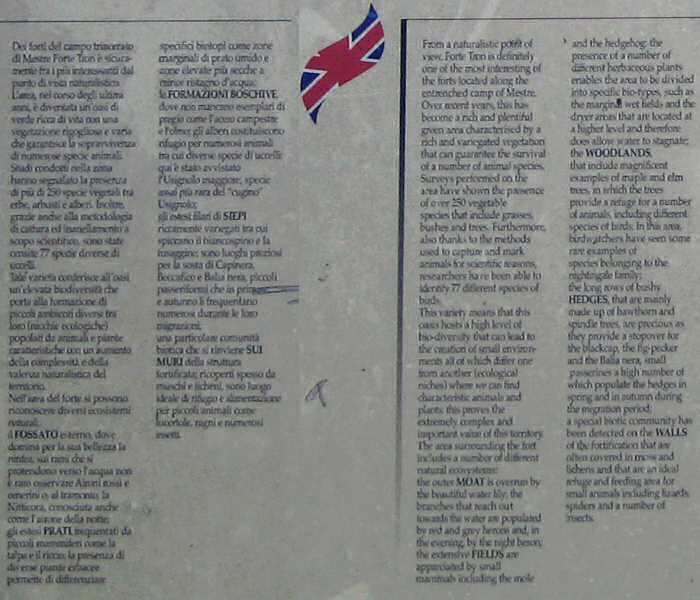 Dei forti del campo trincerato
di Mestre Forte Tron è sicura-
mente fra i più interessanti dal
punto di vista naturalistico.
L'area, nel corso degli ultimi
anni, è diventata un'oasi di
verde ricca di vita con una
vegetazione rigogliosa e varia
che garantisce la sopravvivenza
di numerose specie animali.
Studi condotti nella zona
hanno segnalato la presenza
di più di 250 specie vegetali tra
erbe, arbusti e alberi. Inoltre,
grazie anche alla metodologia
di cattura ed inanellamento a
scopo scientifico, sono state
censite 77 specie diverse di
uccelli.
Tale varietà conferisce all'oasi
un'elevata biodiversità che
porta alla formazione di
piccoli ambienti diversi tra
loro (nicchie ecologiche)
popolati da animali e piante
caratteristiche con un aumento
della complessità e della
valenza naturalistica del
territorio.
Nell'area del forte si possono
riconoscere diversi ecosistemi
naturali:
il FOSSATO esterno, dove
domina per la sua bellezza la
ninfea, sui rami che si
protendono verso l'acqua non
è raro osservare Aironi rossi e
cenerini o, al tramonto, la
Nitticora, conosciuta anche
come l'airone della notte;
gli estesi PRATI, frequentati da
piccoli mammiferi come la
talpa e il riccio; la presenza di
diverse piante erbacee
permette di differenziare
specifici biotopi come zone
marginali di prato umido e
zone elevate più secche a
minor ristagno d'acqua;
le FORMAZIONI BOSCHIVE,
dove non mancano esemplari di
pregio come l'acero campestre
e l'olmo; gli alberi costituiscono
rifugio per numerosi animali
tra cui diverse specie di uccelli:
qui è stato avvistato
l'Usignolo maggiore, specie
assai più rara del "cugino"
Usignolo;
gli estesi filari di SIEPI
riccamente variegati tra cui
spiccano il biancospino e la
fusaggine; sono luoghi preziosi
per la sosta di Capinera,
Beccafico e Balia nera, piccoli
passeriformi che in primavera
e autunno li frequentano
numerosi durante le loro
migrazioni;
una particolare comunità
biotica che si rinviene SUI
MURI della struttura
fortificata; ricoperti spesso da
muschi e licheni, sono luogo
ideale di rifugio e alimentazione
per piccoli animali come
lucertole, ragni e numerosi
insetti.
From a naturalistic point of
view, Forte Tron is definitely
one of the most interesting of
the forts located along the
entrenched camp of Mestre.
Over recent years, this has
become a rich and plentiful
green area characterised by a
rich and variegated vegetation
that can guarantee the survival
of a number of animal species.
Surveys performed on the
area have shown the presence
of over 250 vegetable
species that include grasses,
bushes and trees. Furthermore,
also thanks to the methods
used to capture and mark
animals for scientific reasons,
researchers have been able to
identify 77 different species of
birds.
This variety means that this
oasis hosts a high level of
bio-diversity that can lead to
the creation of small environ-
ments all of which differ one
from another (ecological
niches) where we can find
characteristic animals and
plants; this proves the
extremely complex and
important value of this territory.
The area surrounding the fort
includes a number of different
natural ecosystems:
the outer MOAT is overrun by
the beautiful water lily; the
branches that reach out
towards the water are populated
by red and grey herons and, in
the evening, by the night heron;
the extensive FIELDS are
appreciated by small
mammals including the mole
and the hedgehog; the
presence of a number of
different herbaceous plants
enables the area to be divided
into specific bio-types, such as
the marginal wet fields and the
dryer areas that are located at
a higher level and therefore
does allow water to stagnate;
the WOODLANDS,
that include magnificent
examples of maple and elm
trees, in which the trees
provide a refuge for a number
of animals, including different
species of birds. In this area,
birdwatchers have seen some
rare examples of
species belonging to the
nightingale family;
the long rows of bushy
HEDGES, that are mainly
made up of hawthorn and
spindle trees, are precious as
they provide a stopover for
the blackcap, the fig-pecker
and the Balia nera, small
passerines a high number of
which populate the hedges in
spring and in autumn during
the migration period;
a special biotic community has
been detected on the WALLS
of the fortification that are
often covered in moss and
lichens and that are an ideal
refuge and feeding area for
small animals including lizards,
spiders and a number of
insects.